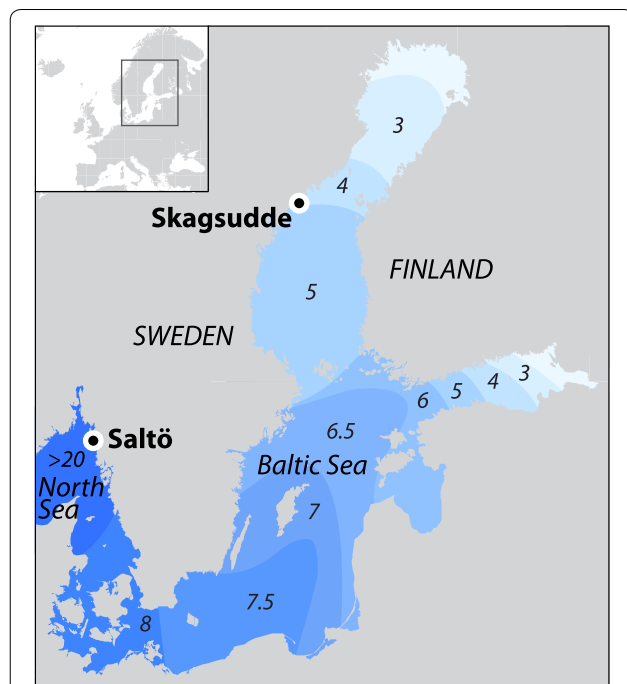 3
4
Skagsudde
FINLAND
5
SWEDEN
3
4
5
6
6.5
Saltö
Baltic Sea
>20
North
Sea
7
7.5
8